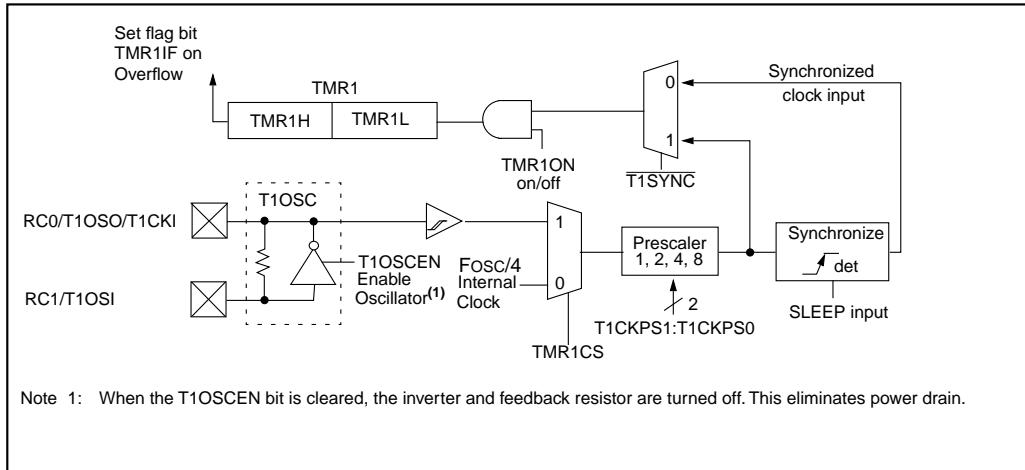 Set flag bit
TMR1IF on
Overflow
TMR1
TMR1H
TMR1L
TMR1ON
on/off
0
1
T1SYNC
Synchronized
clock input
T1OSC
RC0/T1OSO/T1CKI
RC1/T1OSI
T1OSCEN
Enable
Oscillator(1)
FOSC/4
Internal
Clock
1
0
TMR1CS
Prescaler
1, 2, 4, 8
2
T1CKPS1:T1CKPS0
Synchronize
det
SLEEP input
Note 1: When the T1OSCEN bit is cleared, the inverter and feedback resistor are turned off. This eliminates power drain.